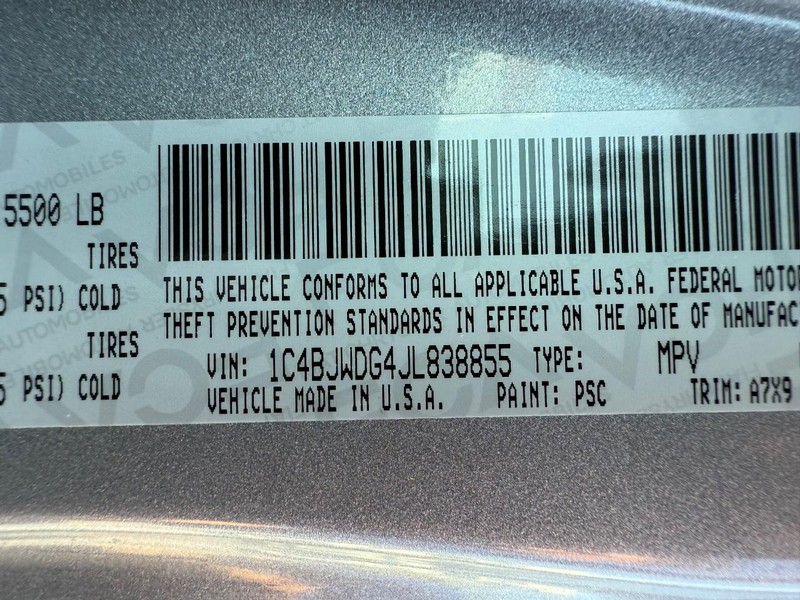 5500 LB
TIRES
5 PSI) COLD
TIRES
5 PSI) COLD
THIS VEHICLE CONFORMS TO ALL APPLICABLE U.S.A. FEDERAL MOTO
THEFT PREVENTION STANDARDS IN EFFECT ON THE DATE OF MANUFAC
VIN: 1C4BJWDG4JL838855 TYPE: MPV
VEHICLE MADE IN U.S.A. PAINT: PSC TRIM: A7X9
AUTOMOBILES